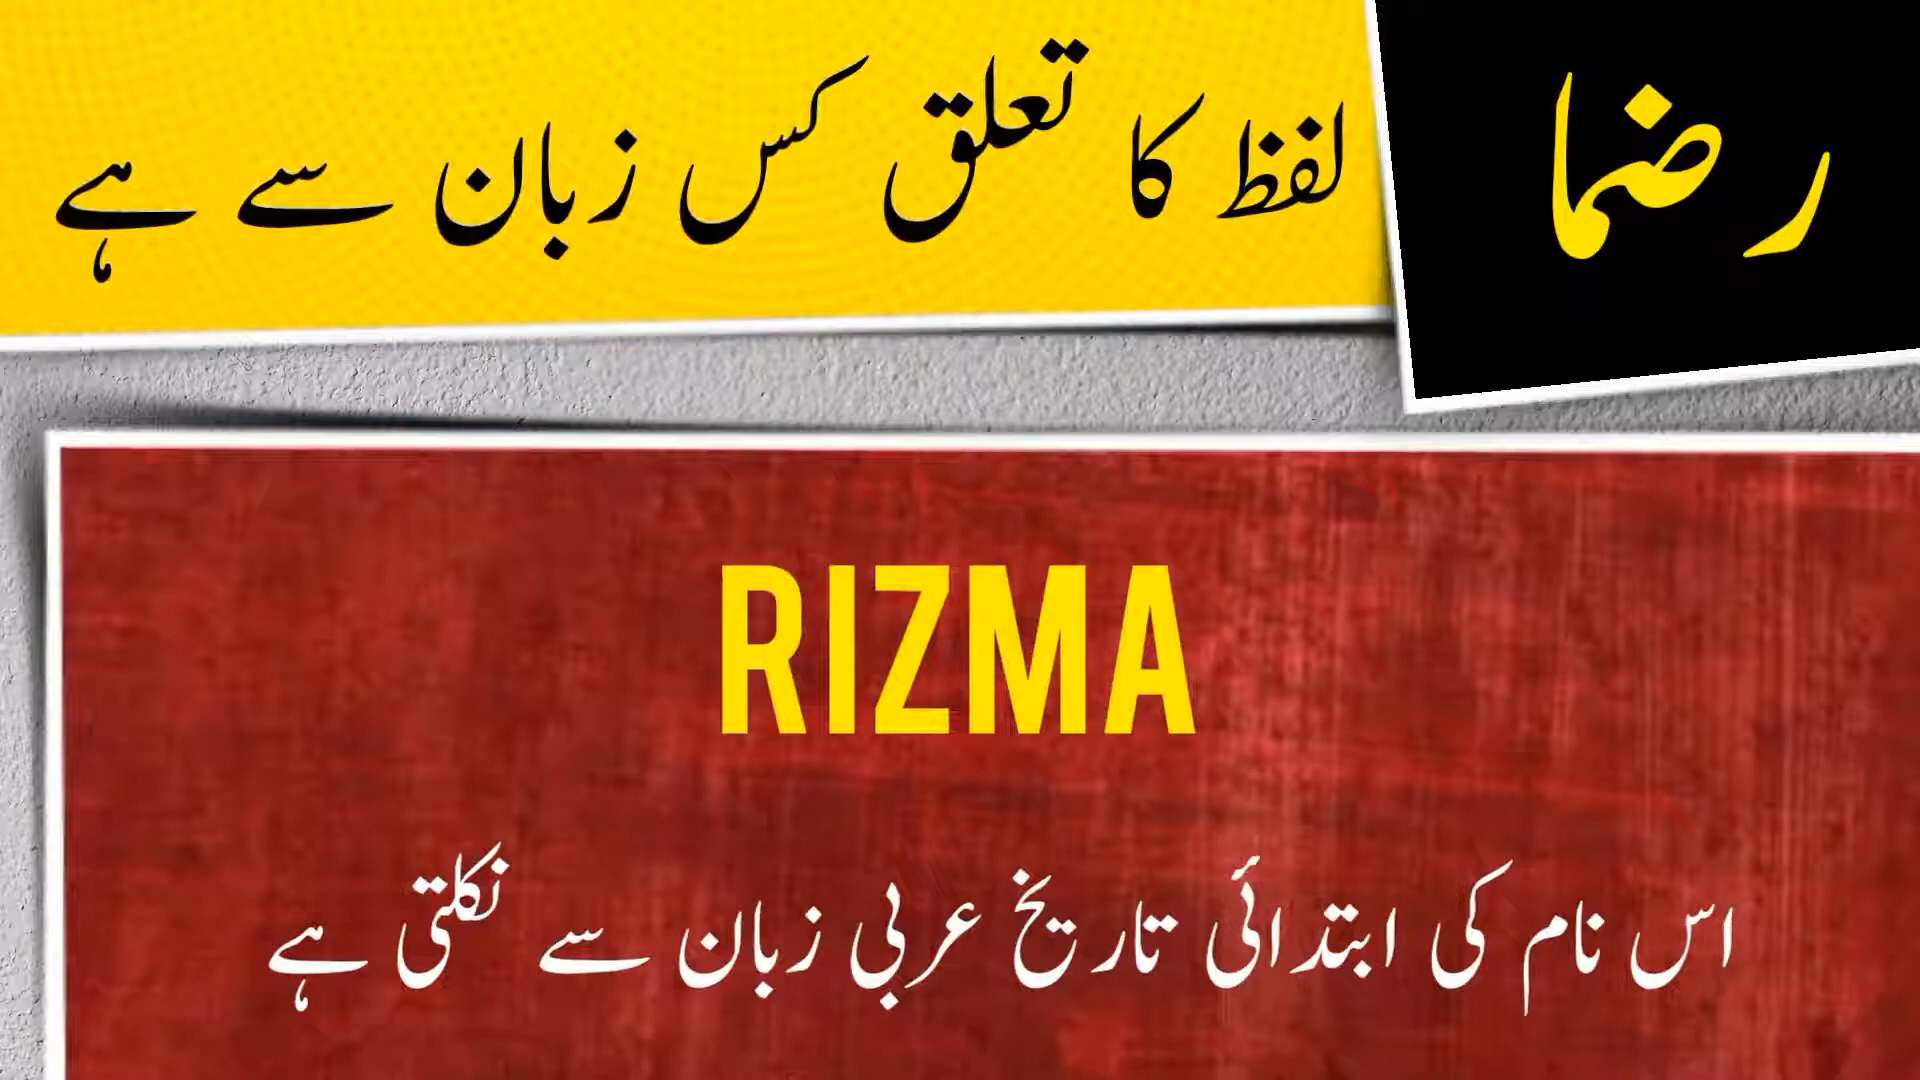 رضما لفظ کا تعلق کس زبان سے ہے
RIZMA
اس نام کی ابتدائی تاریخ عربی زبان سے نکلتی ہے